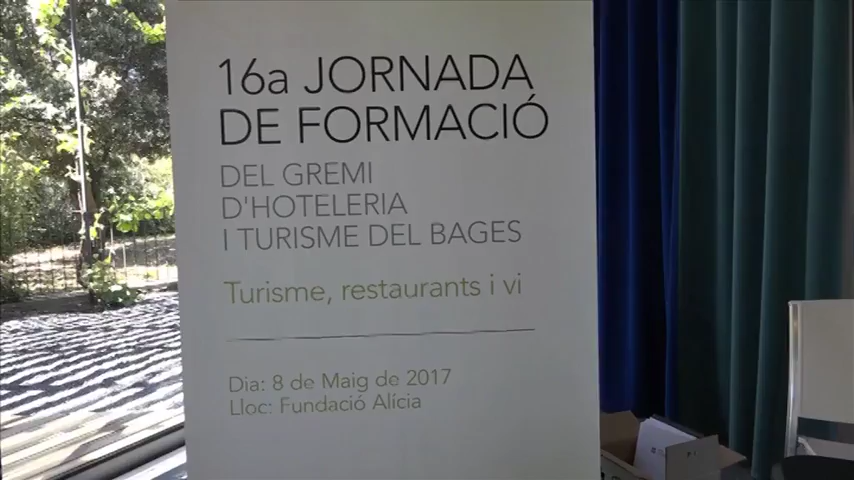 16a JORNADA
DE FORMACIÓ
DEL GREMI
D'HOTELERIA
I TURISME DEL BAGES
Turisme, restaurants i vi
Dia: 8 de Maig de 2017
Lloc: Fundació Alícia